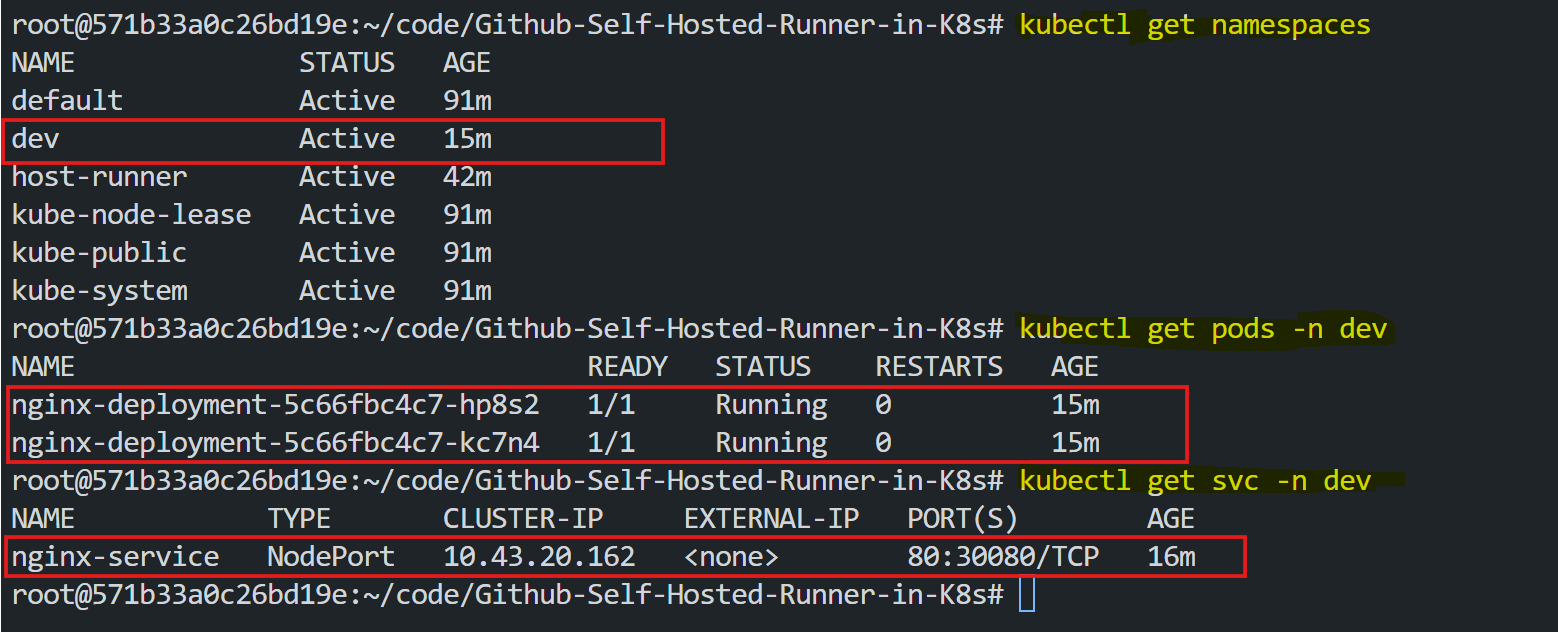 root@571b33a0c26bd19e:~/code/Github-Self-Hosted-Runner-in-K8s# kubectl get namespaces
NAME              STATUS   AGE
default           Active   91m
dev               Active   15m
host-runner       Active   42m
kube-node-lease   Active   91m
kube-public       Active   91m
kube-system       Active   91m
root@571b33a0c26bd19e:~/code/Github-Self-Hosted-Runner-in-K8s# kubectl get pods -n dev
NAME                                READY   STATUS    RESTARTS   AGE
nginx-deployment-5c66fbc4c7-hp8s2   1/1     Running   0          15m
nginx-deployment-5c66fbc4c7-kc7n4   1/1     Running   0          15m
root@571b33a0c26bd19e:~/code/Github-Self-Hosted-Runner-in-K8s# kubectl get svc -n dev
NAME            TYPE       CLUSTER-IP     EXTERNAL-IP   PORT(S)        AGE
nginx-service   NodePort   10.43.20.162   <none>        80:30080/TCP   16m
root@571b33a0c26bd19e:~/code/Github-Self-Hosted-Runner-in-K8s#